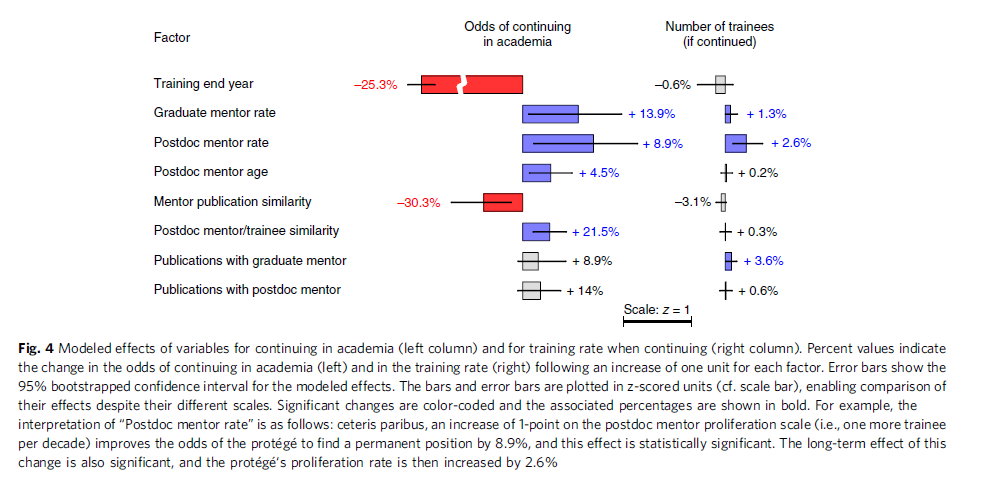 Factor
Odds of continuing
in academia
Number of trainees
(if continued)
Training end year –25.3% –0.6%
Graduate mentor rate + 13.9% + 1.3%
Postdoc mentor rate + 8.9% + 2.6%
Postdoc mentor age + 4.5% + 0.2%
Mentor publication similarity –30.3% –3.1%
Postdoc mentor/trainee similarity + 21.5% + 0.3%
Publications with graduate mentor + 8.9% + 3.6%
Publications with postdoc mentor + 14% + 0.6%
Scale: z = 1
Fig. 4 Modeled effects of variables for continuing in academia (left column) and for training rate when continuing (right column). Percent values indicate
the change in the odds of continuing in academia (left) and in the training rate (right) following an increase of one unit for each factor. Error bars show the
95% bootstrapped confidence interval for the modeled effects. The bars and error bars are plotted in z-scored units (cf. scale bar), enabling comparison of
their effects despite their different scales. Significant changes are color-coded and the associated percentages are shown in bold. For example, the
interpretation of “Postdoc mentor rate” is as follows: ceteris paribus, an increase of 1-point on the postdoc mentor proliferation scale (i.e., one more trainee
per decade) improves the odds of the protégé to find a permanent position by 8.9%, and this effect is statistically significant. The long-term effect of this
change is also significant, and the protégé’s proliferation rate is then increased by 2.6%